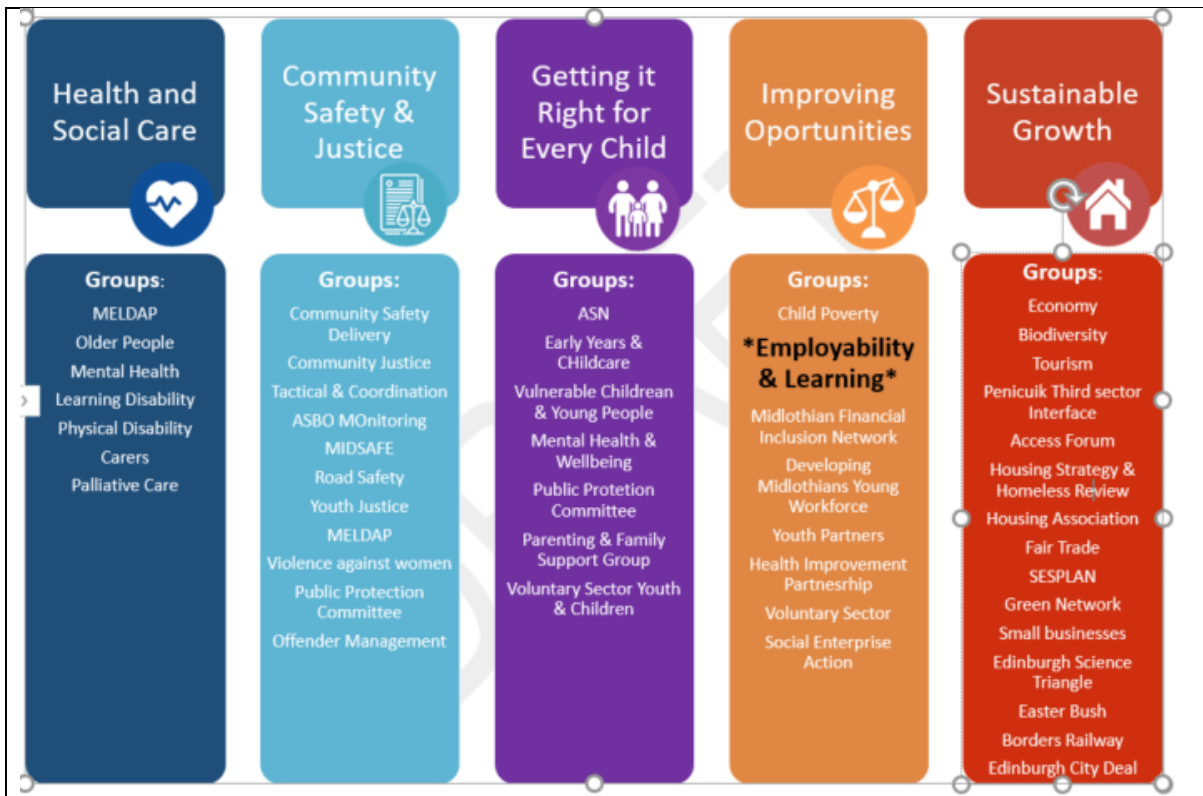 Health and
Social Care
Groups:
MELDAP
Older People
Mental Health
Learning Disability
Physical Disability
Carers
Palliative Care
Community
Safety &
Justice
Groups:
Community Safety
Delivery
Community Justice
Tactical & Coordination
ASBO MOnitoring
MIDSAFE
Road Safety
Youth Justice
MELDAP
Violence against women
Public Protection
Committee
Offender Management
Getting it
Right for
Every Child
Groups:
ASN
Early Years &
CHildcare
Vulnerable Childrean
& Young People
Mental Health &
Wellbeing
Public Protetion
Committee
Parenting & Family
Support Group
Voluntary Sector Youth
& Children
Improving
Oportunities
Groups:
Child Poverty
*Employability
& Learning*
Midlothian Financial
Inclusion Network
Developing
Midlothians Young
Workforce
Youth Partners
Health Improvement
Partnesrhip
Voluntary Sector
Social Enterprise
Action
Sustainable
Growth
Groups:
Economy
Biodiversity
Tourism
Penicuik Third sector
Interface
Access Forum
Housing Strategy &
Homeless Review
Housing Association
Fair Trade
SESPLAN
Green Network
Small businesses
Edinburgh Science
Triangle
Easter Bush
Borders Railway
Edinburgh City Deal